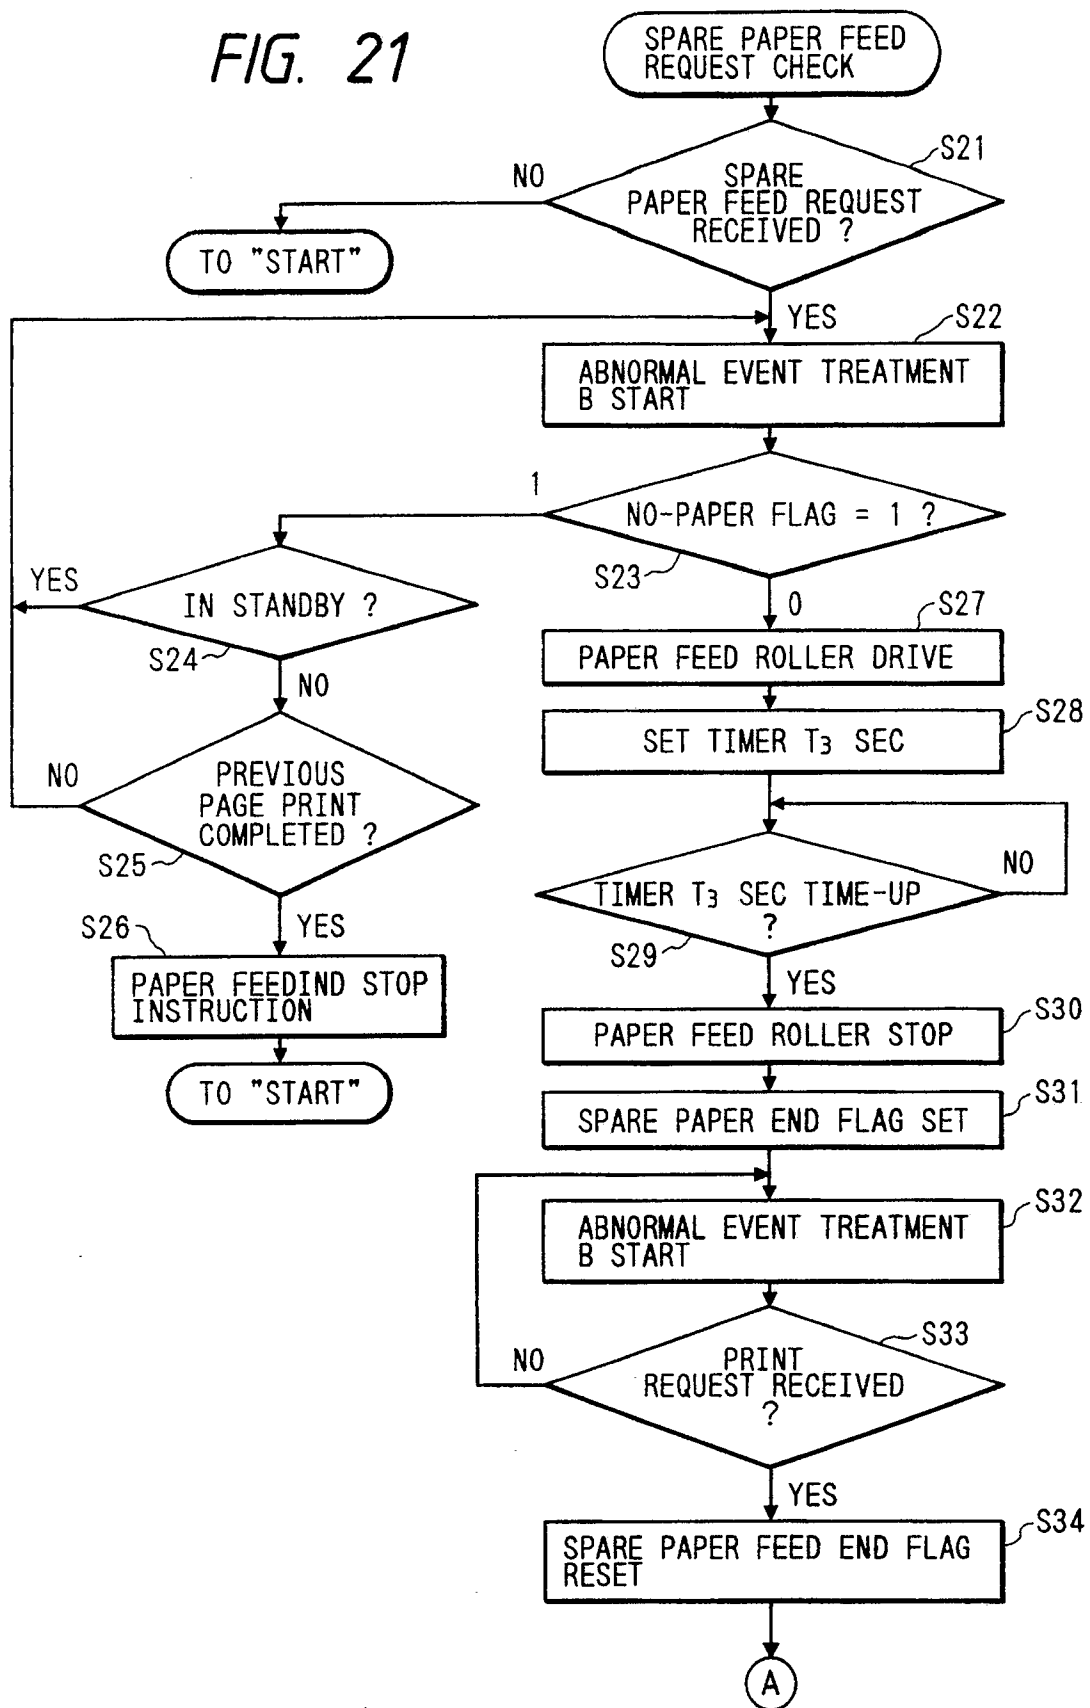 FIG. 21
SPARE PAPER FEED
REQUEST CHECK
S21
SPARE
PAPER FEED REQUEST
RECEIVED ?
NO
TO "START"
YES
S22
ABNORMAL EVENT TREATMENT
B START
1
NO-PAPER FLAG = 1 ?
S23
YES
IN STANDBY ?
S24
0
S27
PAPER FEED ROLLER DRIVE
NO
S28
SET TIMER T3 SEC
NO
PREVIOUS
PAGE PRINT
COMPLETED ?
S25
NO
TIMER T3 SEC TIME-UP
?
S29
YES
S26
PAPER FEEDIND STOP
INSTRUCTION
TO "START"
YES
S30
PAPER FEED ROLLER STOP
S31
SPARE PAPER END FLAG SET
S32
ABNORMAL EVENT TREATMENT
B START
S33
NO
PRINT
REQUEST RECEIVED
?
YES
S34
SPARE PAPER FEED END FLAG
RESET
A